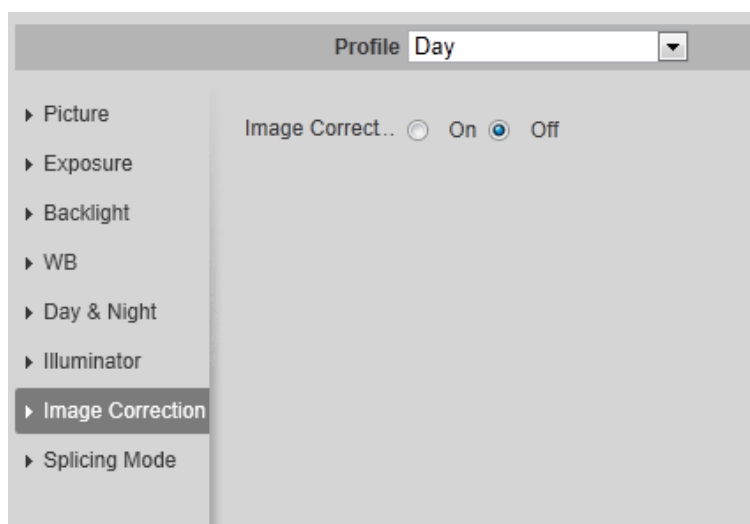 Profile Day
Picture
Image Correct.. On Off
Exposure
Backlight
WB
Day & Night
Illuminator
Image Correction
Splicing Mode